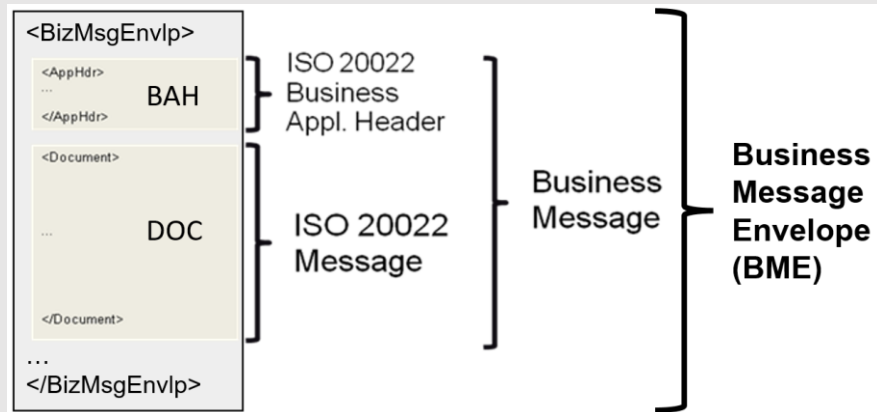 <BizMsgEnvlp>
<AppHdr>
...
BAH
</AppHdr>
ISO 20022
Business
Appl. Header
<Document>
...
DOC
</Document>
ISO 20022
Message
...
</BizMsgEnvlp>
Business
Message
Business
Message
Envelope
(BME)